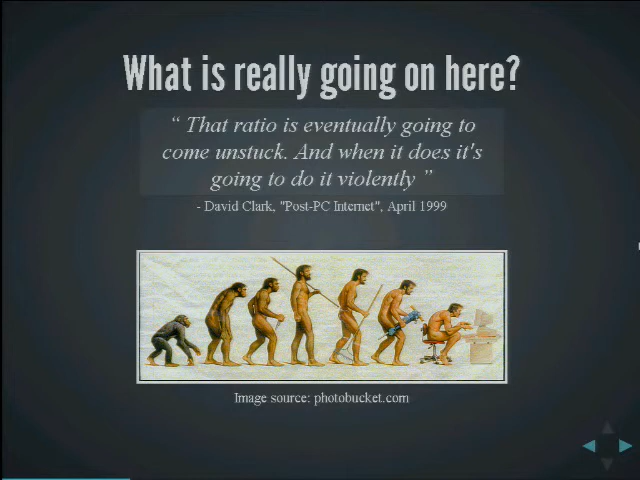 What is really going on here?
“ That ratio is eventually going to
come unstuck. And when it does it's
going to do it violently ”
- David Clark, "Post-PC Internet", April 1999
Image source: photobucket.com